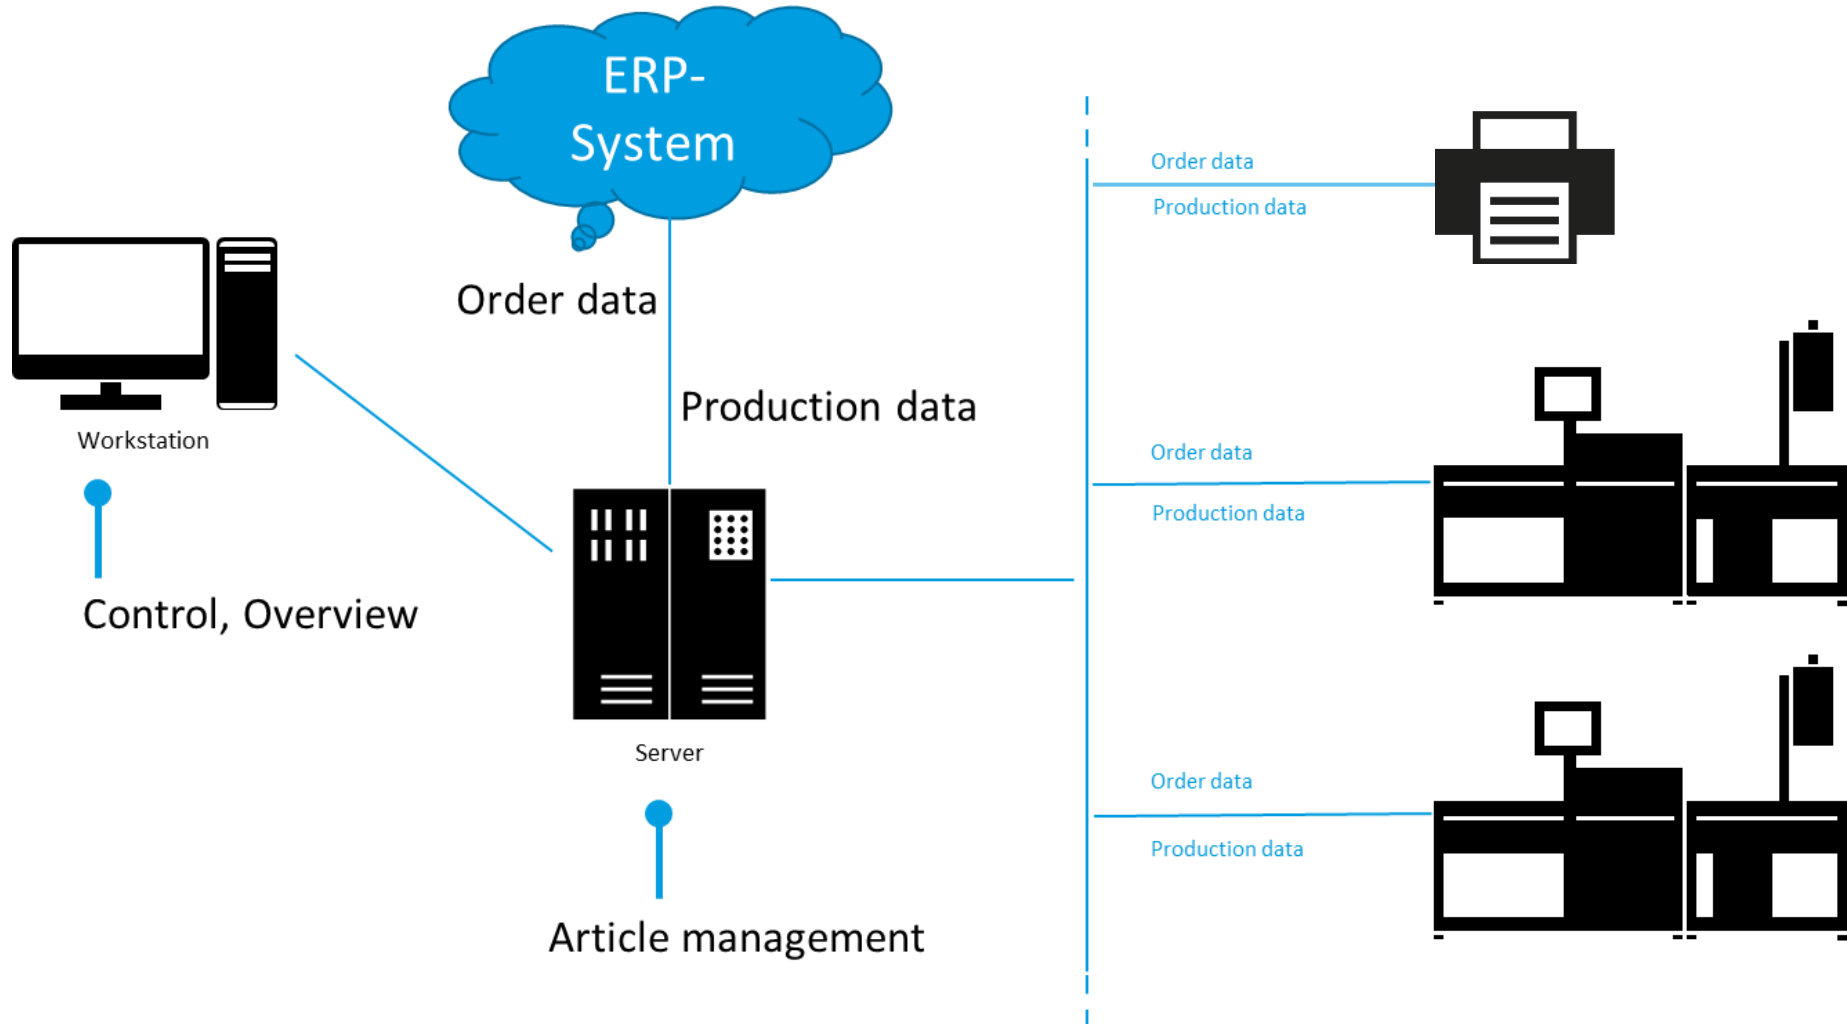 ERP-
System
Order data
Production data
Workstation
Control, Overview
Server
Article management
Order data
Production data
Order data
Production data
Order data
Production data